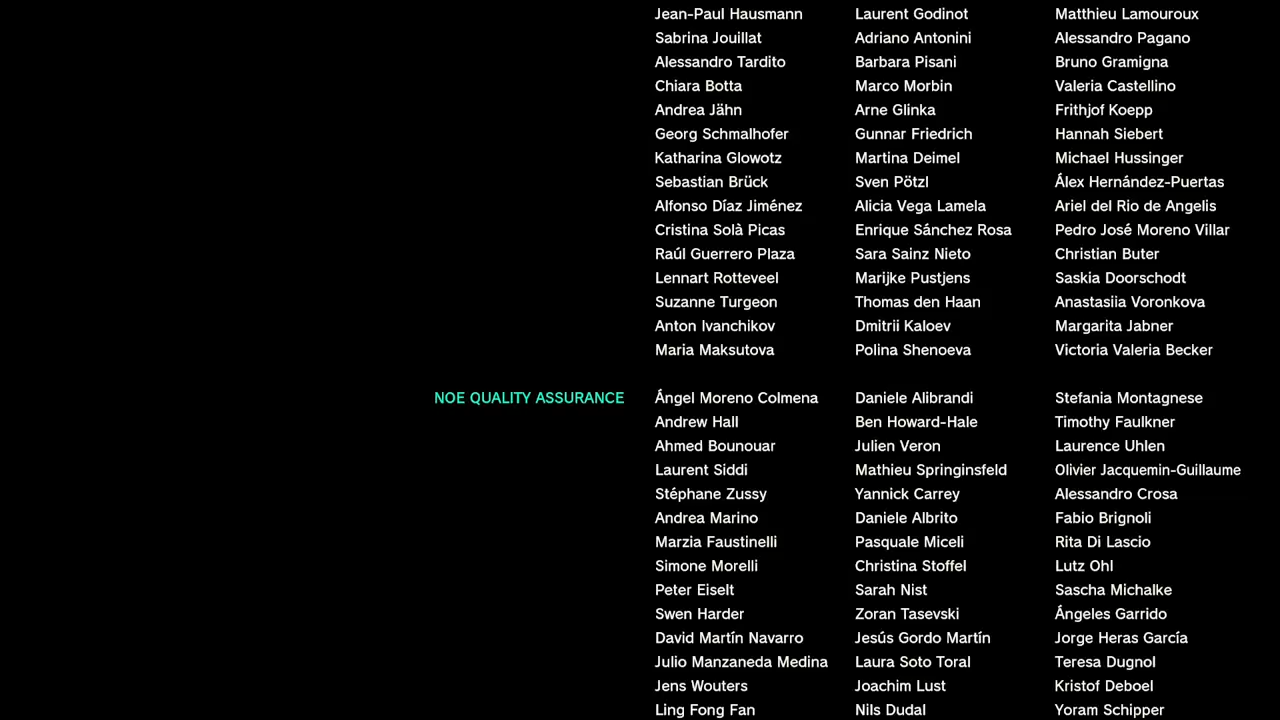 Jean-Paul Hausmann Laurent Godinot Matthieu Lamouroux
Sabrina Jouillat Adriano Antonini Alessandro Pagano
Alessandro Tardito Barbara Pisani Bruno Gramigna
Chiara Botta Marco Morbin Valeria Castellino
Andrea Jähn Arne Glinka Frithjof Koepp
Georg Schmalhofer Gunnar Friedrich Hannah Siebert
Katharina Glowotz Martina Deimel Michael Hussinger
Sebastian Brück Sven Pötzl Álex Hernández-Puertas
Alfonso Díaz Jiménez Alicia Vega Lamela Ariel del Rio de Angelis
Cristina Solà Picas Enrique Sánchez Rosa Pedro José Moreno Villar
Raúl Guerrero Plaza Sara Sainz Nieto Christian Buter
Lennart Rotteveel Marijke Pustjens Saskia Doorschodt
Suzanne Turgeon Thomas den Haan Anastasiia Voronkova
Anton Ivanchikov Dmitrii Kaloev Margarita Jabner
Maria Maksutova Polina Shenoeva Victoria Valeria Becker
NOE QUALITY ASSURANCE Ángel Moreno Colmena Daniele Alibrandi Stefania Montagnese
Andrew Hall Ben Howard-Hale Timothy Faulkner
Ahmed Bounouar Julien Veron Laurence Uhlen
Laurent Siddi Mathieu Springinsfeld Olivier Jacquemin-Guillaume
Stéphane Zussy Yannick Carrey Alessandro Crosa
Andrea Marino Daniele Albrito Fabio Brignoli
Marzia Faustinelli Pasquale Miceli Rita Di Lascio
Simone Morelli Christina Stoffel Lutz Ohl
Peter Eiselt Sarah Nist Sascha Michalke
Swen Harder Zoran Tasevski Ángeles Garrido
David Martín Navarro Jesús Gordo Martín Jorge Heras García
Julio Manzaneda Medina Laura Soto Toral Teresa Dugnol
Jens Wouters Joachim Lust Kristof Deboel
Ling Fong Fan Nils Dudal Yoram Schipper